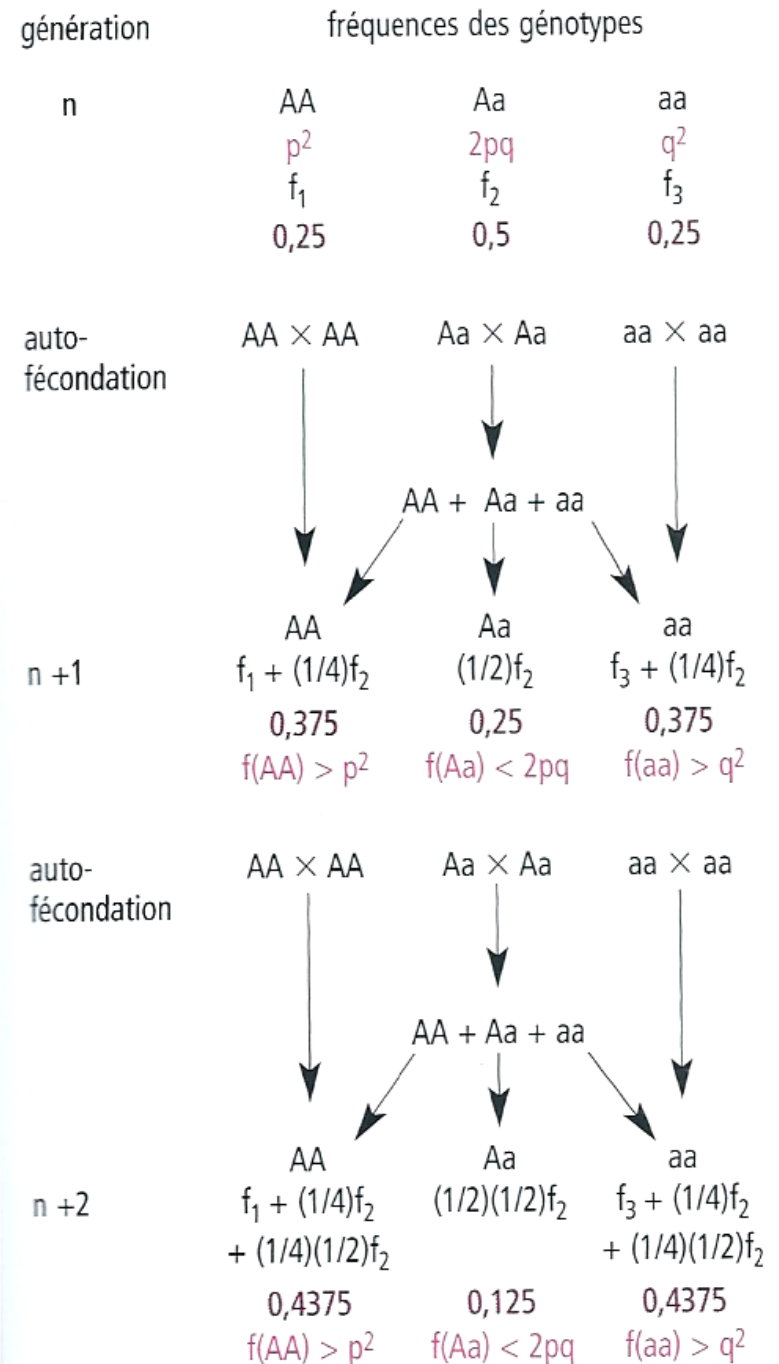 génération fréquences des génotypes
n AA Aa aa
p² 2pq q²
f₁ f₂ f₃
0,25 0,5 0,25
auto- AA × AA Aa × Aa aa × aa
fécondation
AA + Aa + aa
AA Aa aa
n +1 f₁ + (1/4)f₂ (1/2)f₂ f₃ + (1/4)f₂
0,375 0,25 0,375
f(AA) > p² f(Aa) < 2pq f(aa) > q²
auto- AA × AA Aa × Aa aa × aa
fécondation
AA + Aa + aa
AA Aa aa
n +2 f₁ + (1/4)f₂ (1/2)(1/2)f₂ f₃ + (1/4)f₂
+ (1/4)(1/2)f₂ + (1/4)(1/2)f₂
0,4375 0,125 0,4375
f(AA) > p² f(Aa) < 2pq f(aa) > q²